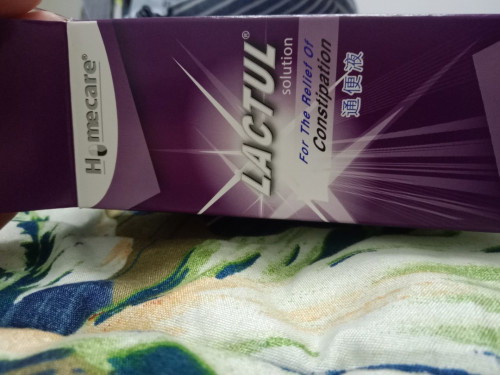 Homecare®
LACTUL®
solution
For The Relief Of
Constipation
通便液